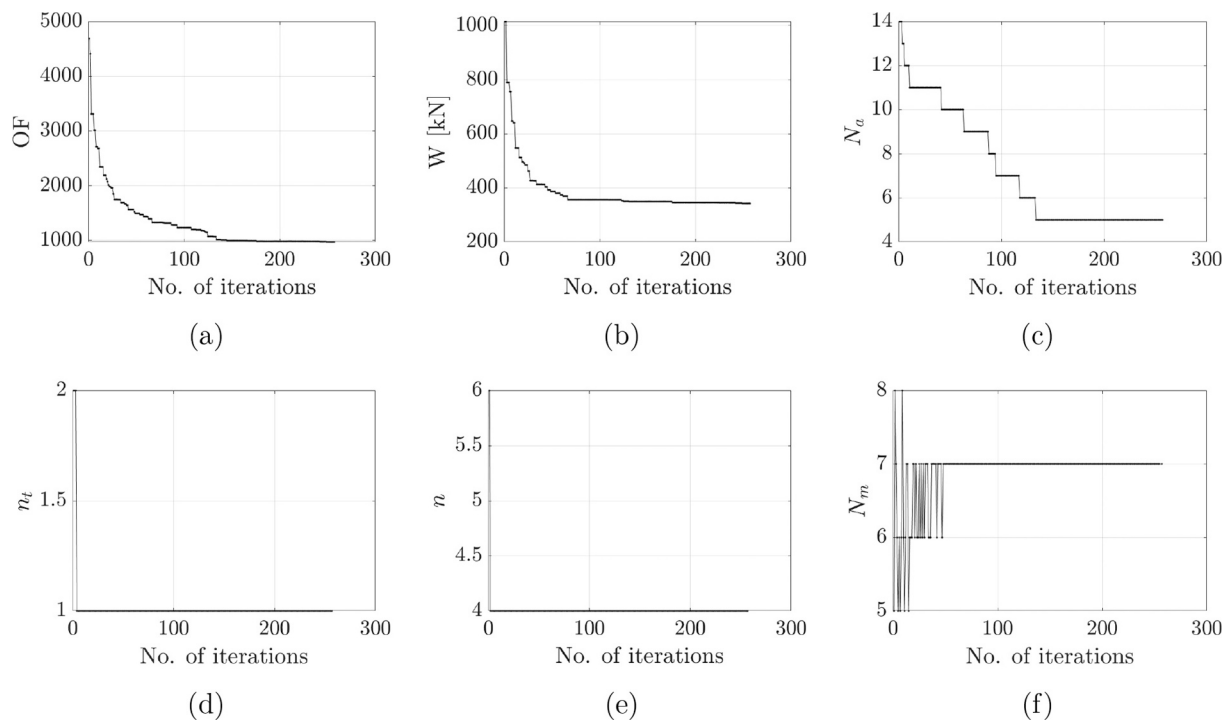 5000
4000
3000
2000
1000
OF
0
100
200
300
No. of iterations
(a)
1000
800
600
400
200
W [kN]
0
100
200
300
No. of iterations
(b)
14
12
10
8
6
4
N_a
0
100
200
300
No. of iterations
(c)
2
1.5
1
n_t
0
100
200
300
No. of iterations
(d)
6
5.5
5
4.5
4
n
0
100
200
300
No. of iterations
(e)
8
7
6
5
N_m
0
100
200
300
No. of iterations
(f)